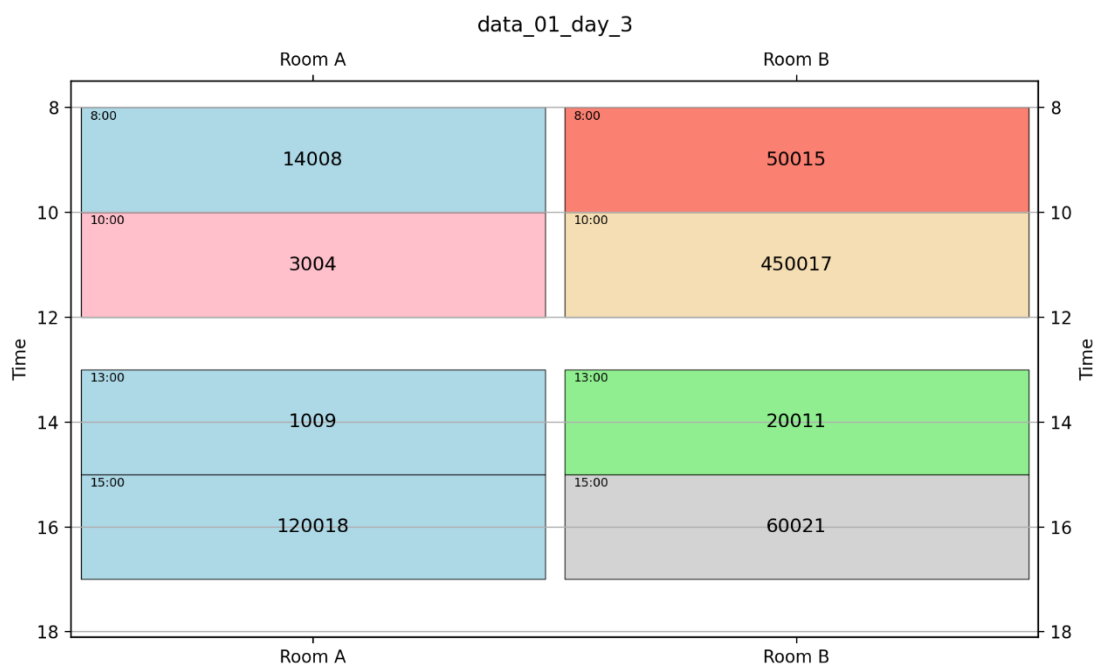 data_01_day_3
Room A Room B
8 8:00 8:00 8
14008 50015
10 10:00 10:00 10
3004 450017
12 12
Time Time
13:00 13:00
14 1009 20011 14
15:00 15:00
16 120018 60021 16
18 18
Room A Room B